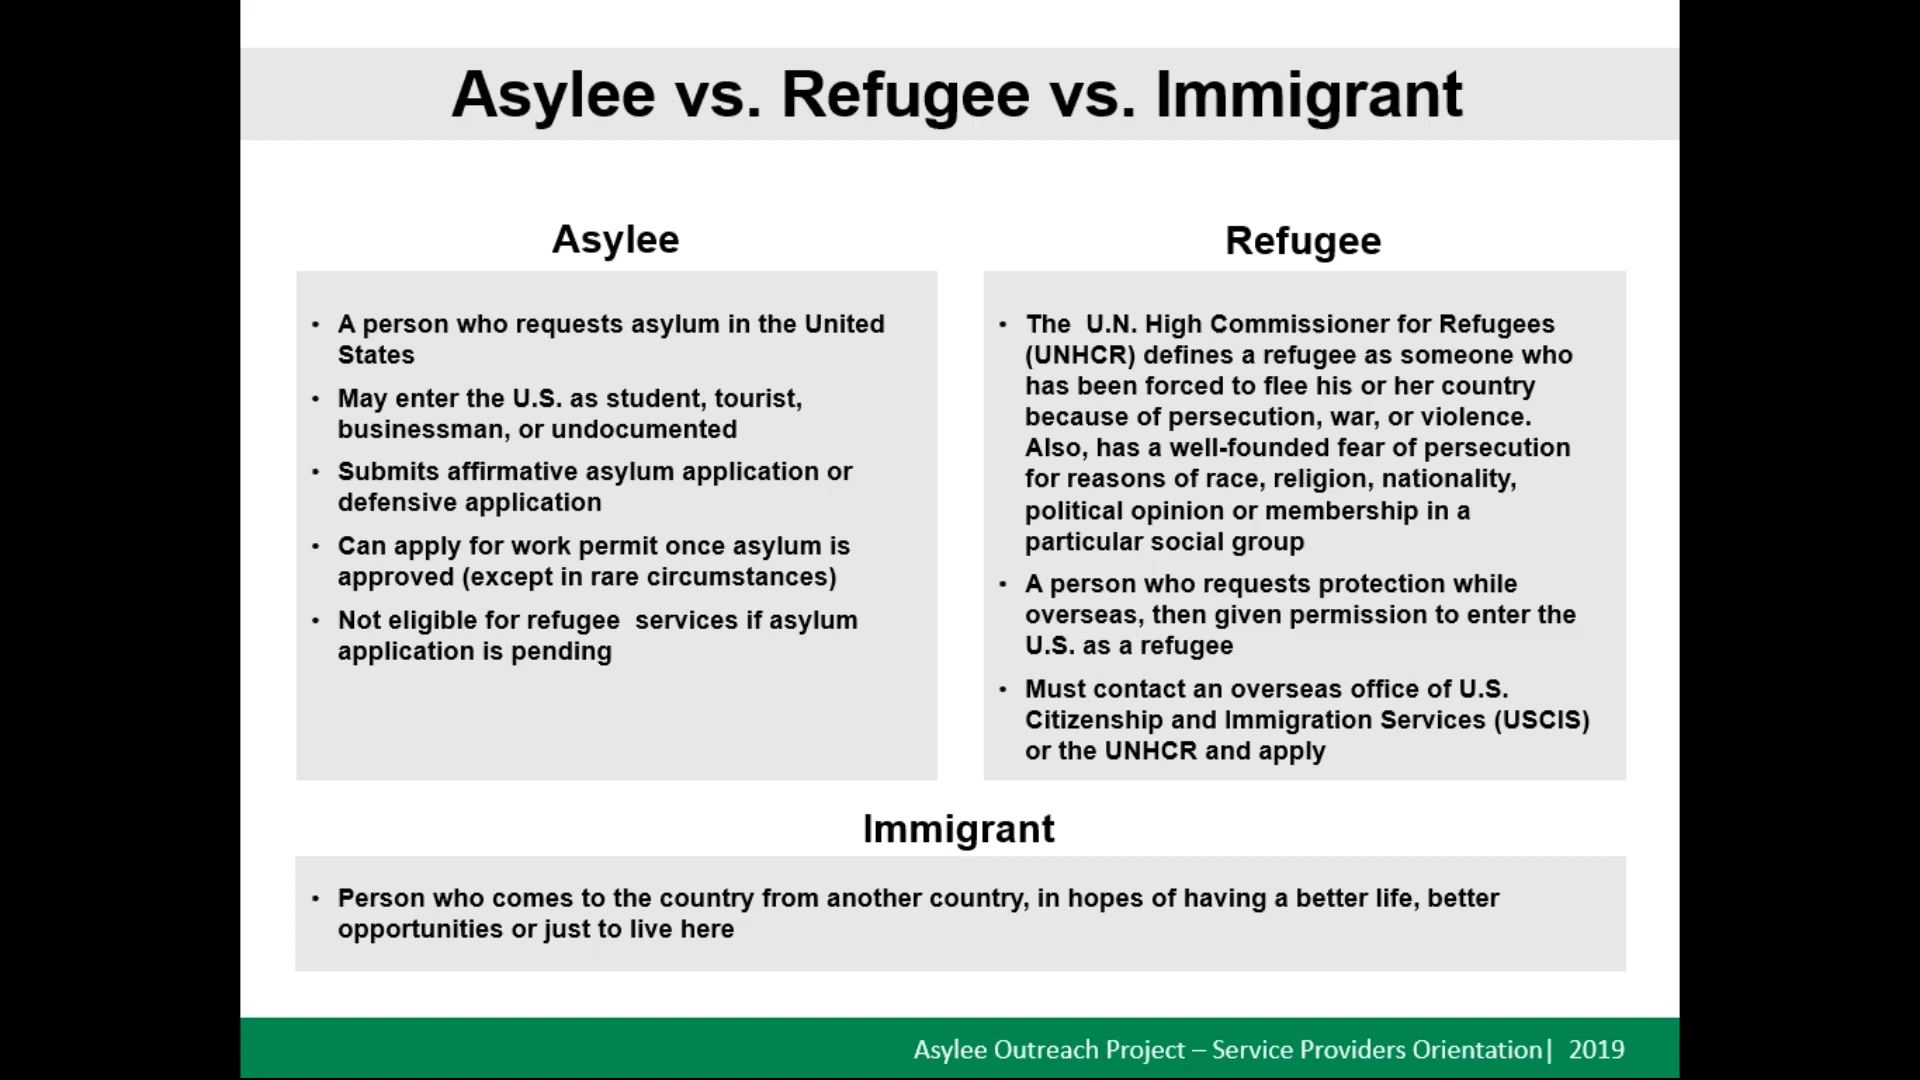 Asylee vs. Refugee vs. Immigrant
Asylee
• A person who requests asylum in the United
States
• May enter the U.S. as student, tourist,
businessman, or undocumented
• Submits affirmative asylum application or
defensive application
• Can apply for work permit once asylum is
approved (except in rare circumstances)
• Not eligible for refugee  services if asylum
application is pending
Refugee
• The  U.N. High Commissioner for Refugees
(UNHCR) defines a refugee as someone who
has been forced to flee his or her country
because of persecution, war, or violence.
Also, has a well-founded fear of persecution
for reasons of race, religion, nationality,
political opinion or membership in a
particular social group
• A person who requests protection while
overseas, then given permission to enter the
U.S. as a refugee
• Must contact an overseas office of U.S.
Citizenship and Immigration Services (USCIS)
or the UNHCR and apply
Immigrant
• Person who comes to the country from another country, in hopes of having a better life, better
opportunities or just to live here
Asylee Outreach Project – Service Providers Orientation|  2019